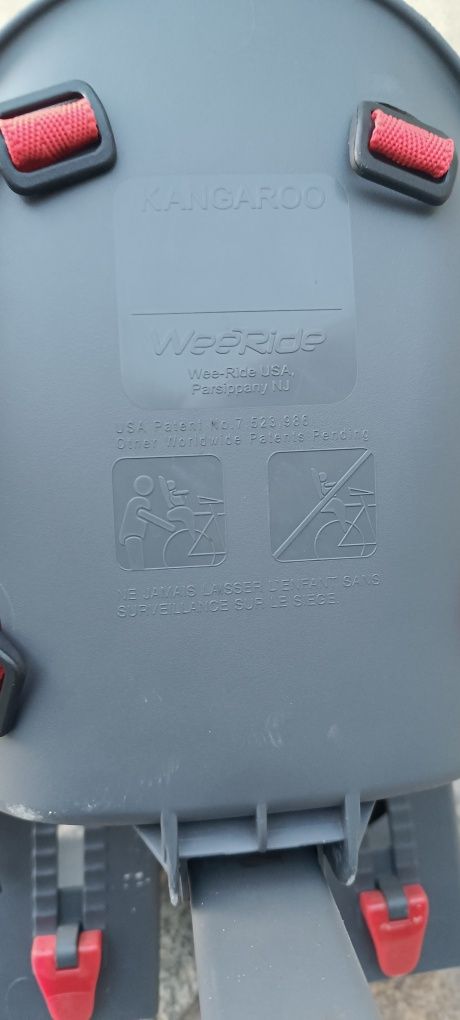 KANGAROO
WeeRide
Wee-Ride USA,
Parsippany NJ
USA Patent No.7,523,986
Other Worldwide Patents Pending
NE JAMAIS LAISSER L'ENFANT SANS
SURVEILLANCE SUR LE SIEGE.